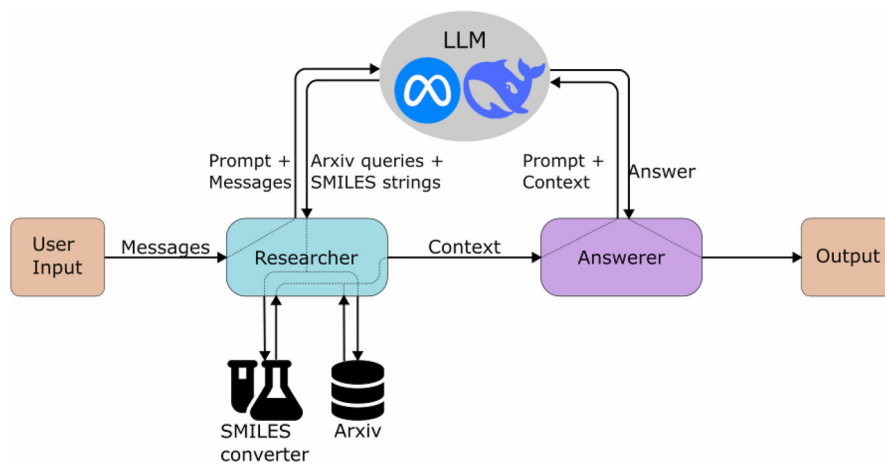 LLM
Prompt +
Messages
Arxiv queries +
SMILES strings
Prompt +
Context
Answer
User
Input
Messages
Researcher
Context
Answerer
Output
SMILES
converter
Arxiv